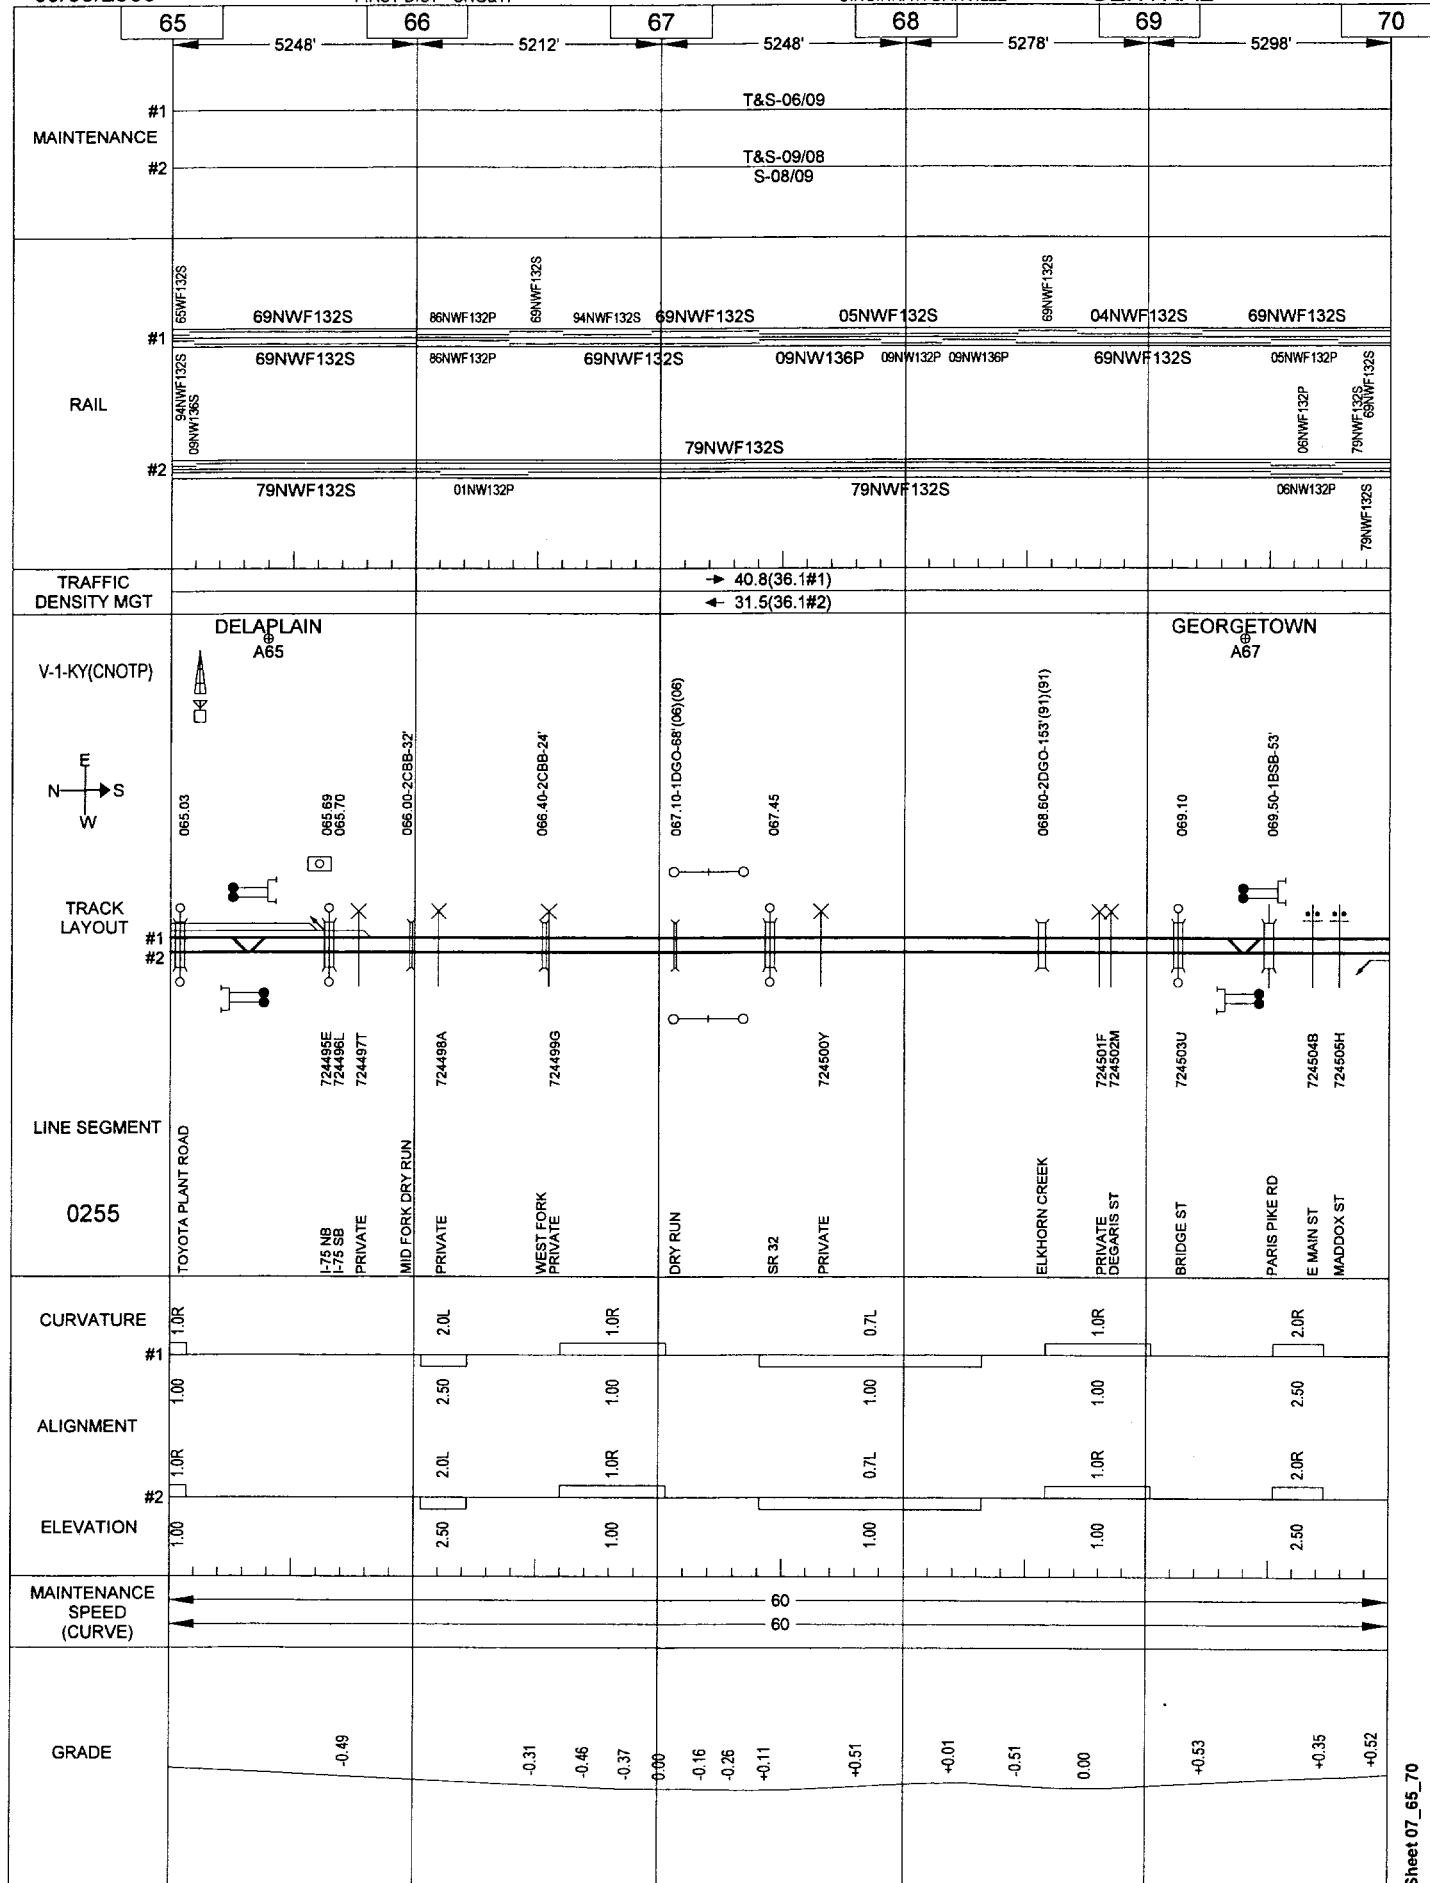 65 66 67 68 69 70
5248' 5212' 5248' 5278' 5298'
#1 T&S-06/09
MAINTENANCE
#2 T&S-09/08
S-08/09
65WF132S 69NWF132S 69NWF132S
69NWF132S 86NWF132P 94NWF132S 69NWF132S 05NWF132S 04NWF132S 69NWF132S
#1
69NWF132S 86NWF132P 69NWF132S 09NW136P 09NW132P 09NW136P 69NWF132S 05NWF132P
94NWF132S 09NW136S 06NWF132P 79NWF132S 69NWF132S
RAIL
79NWF132S
#2
79NWF132S 01NW132P 79NWF132S 06NW132P
79NWF132S
TRAFFIC
DENSITY MGT
40.8(36.1#1)
31.5(36.1#2)
DELAPLAIN GEORGETOWN
A65 A67
V-1-KY(CNOTP)
E
N S
W
065.03 065.69 065.70 066.00-2CBB-32' 066.40-2CBB-24' 067.10-1DGO-68'(06)(06) 067.45 068.60-2DGO-153'(91)(91) 069.10 069.50-1BSB-53'
TRACK
LAYOUT
#1
#2
724495E 724496L 724497T 724498A 724499G 724500Y 724501F 724502M 724503U 724504B 724505H
LINE SEGMENT
0255
TOYOTA PLANT ROAD
I-75 NB
I-75 SB
PRIVATE
MID FORK DRY RUN
PRIVATE
WEST FORK
PRIVATE
DRY RUN
SR 32
PRIVATE
ELKHORN CREEK
PRIVATE
DEGARIS ST
BRIDGE ST
PARIS PIKE RD
E MAIN ST
MADDOX ST
CURVATURE 1.0R 2.0L 1.0R 0.7L 1.0R 2.0R
#1
1.00 2.50 1.00 1.00 1.00 2.50
ALIGNMENT
1.0R 2.0L 1.0R 0.7L 1.0R 2.0R
#2
ELEVATION 1.00 2.50 1.00 1.00 1.00 2.50
MAINTENANCE
SPEED
(CURVE)
60
60
GRADE -0.49 -0.31 -0.46 -0.37 0.00 -0.16 -0.26 +0.11 +0.51 +0.01 -0.51 0.00 +0.53 +0.35 +0.52
Sheet 07_65_70